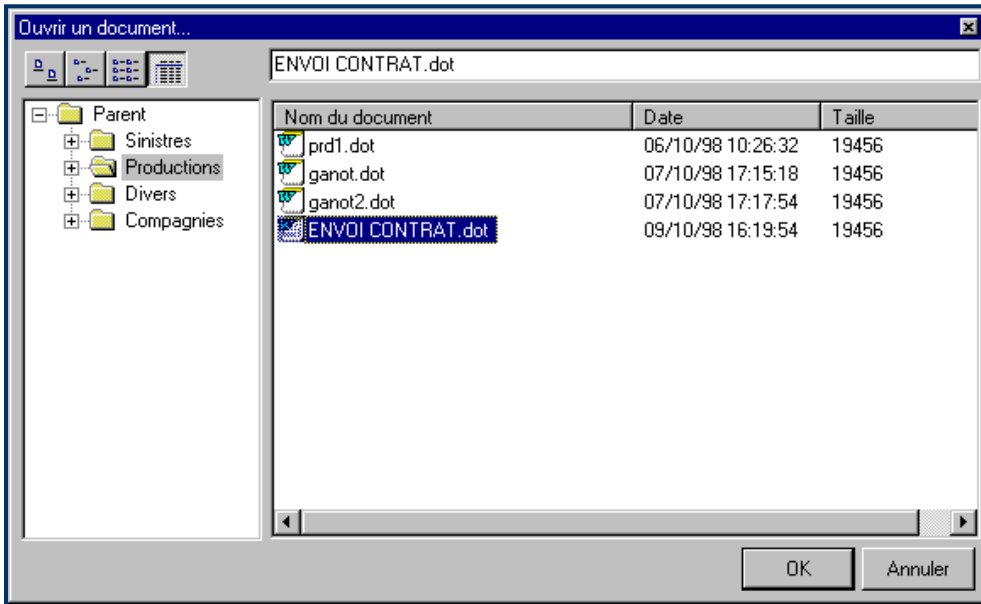 Ouvrir un document...
ENVOI CONTRAT.dot
Parent
Sinistres
Productions
Divers
Compagnies
Nom du document Date Taille
prd1.dot 06/10/98 10:26:32 19456
ganot.dot 07/10/98 17:15:18 19456
ganot2.dot 07/10/98 17:17:54 19456
ENVOI CONTRAT.dot 09/10/98 16:19:54 19456
OK Annuler